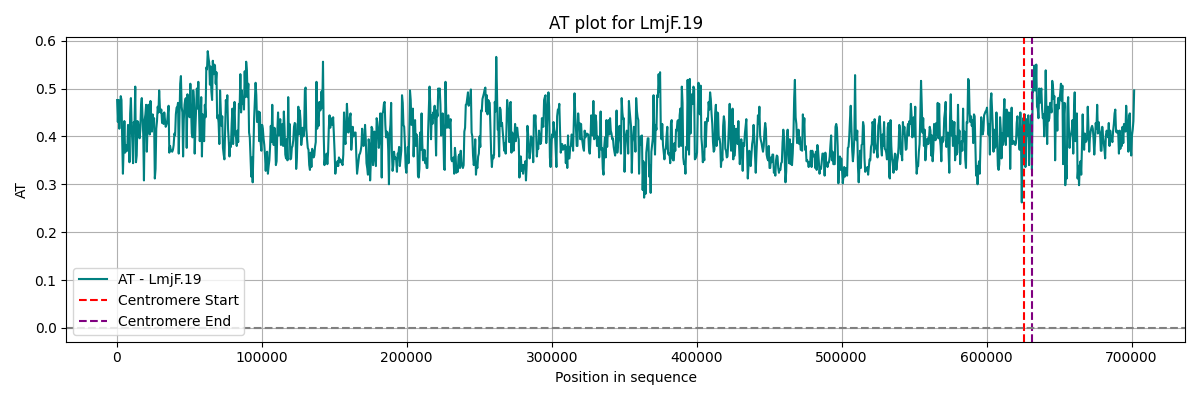 AT plot for LmjF.19
AT
0.6
0.5
0.4
0.3
0.2
0.1
0.0
AT - LmjF.19
Centromere Start
Centromere End
0 100000 200000 300000 400000 500000 600000 700000
Position in sequence